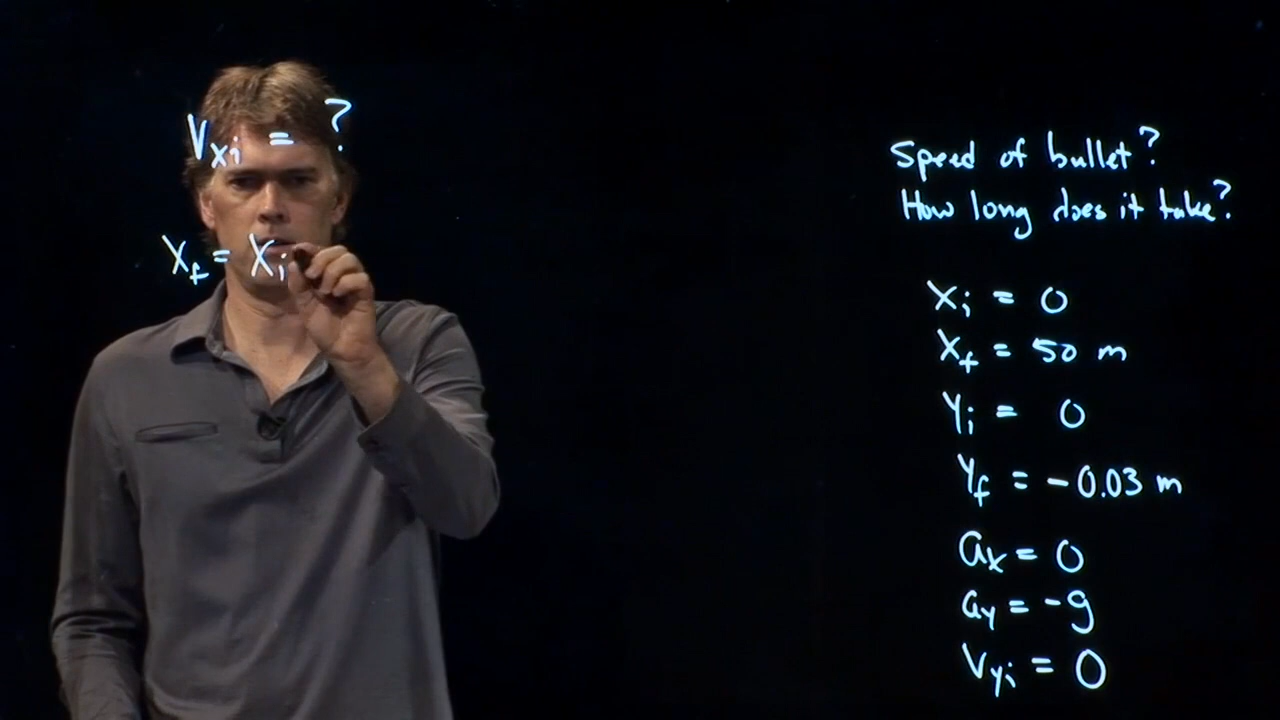 Vxi = ?
Xf = Xi
Speed of bullet?
How long does it take?
Xi = 0
Xf = 50 m
Yi = 0
Yf = -0.03 m
ax = 0
ay = -g
Vyi = 0